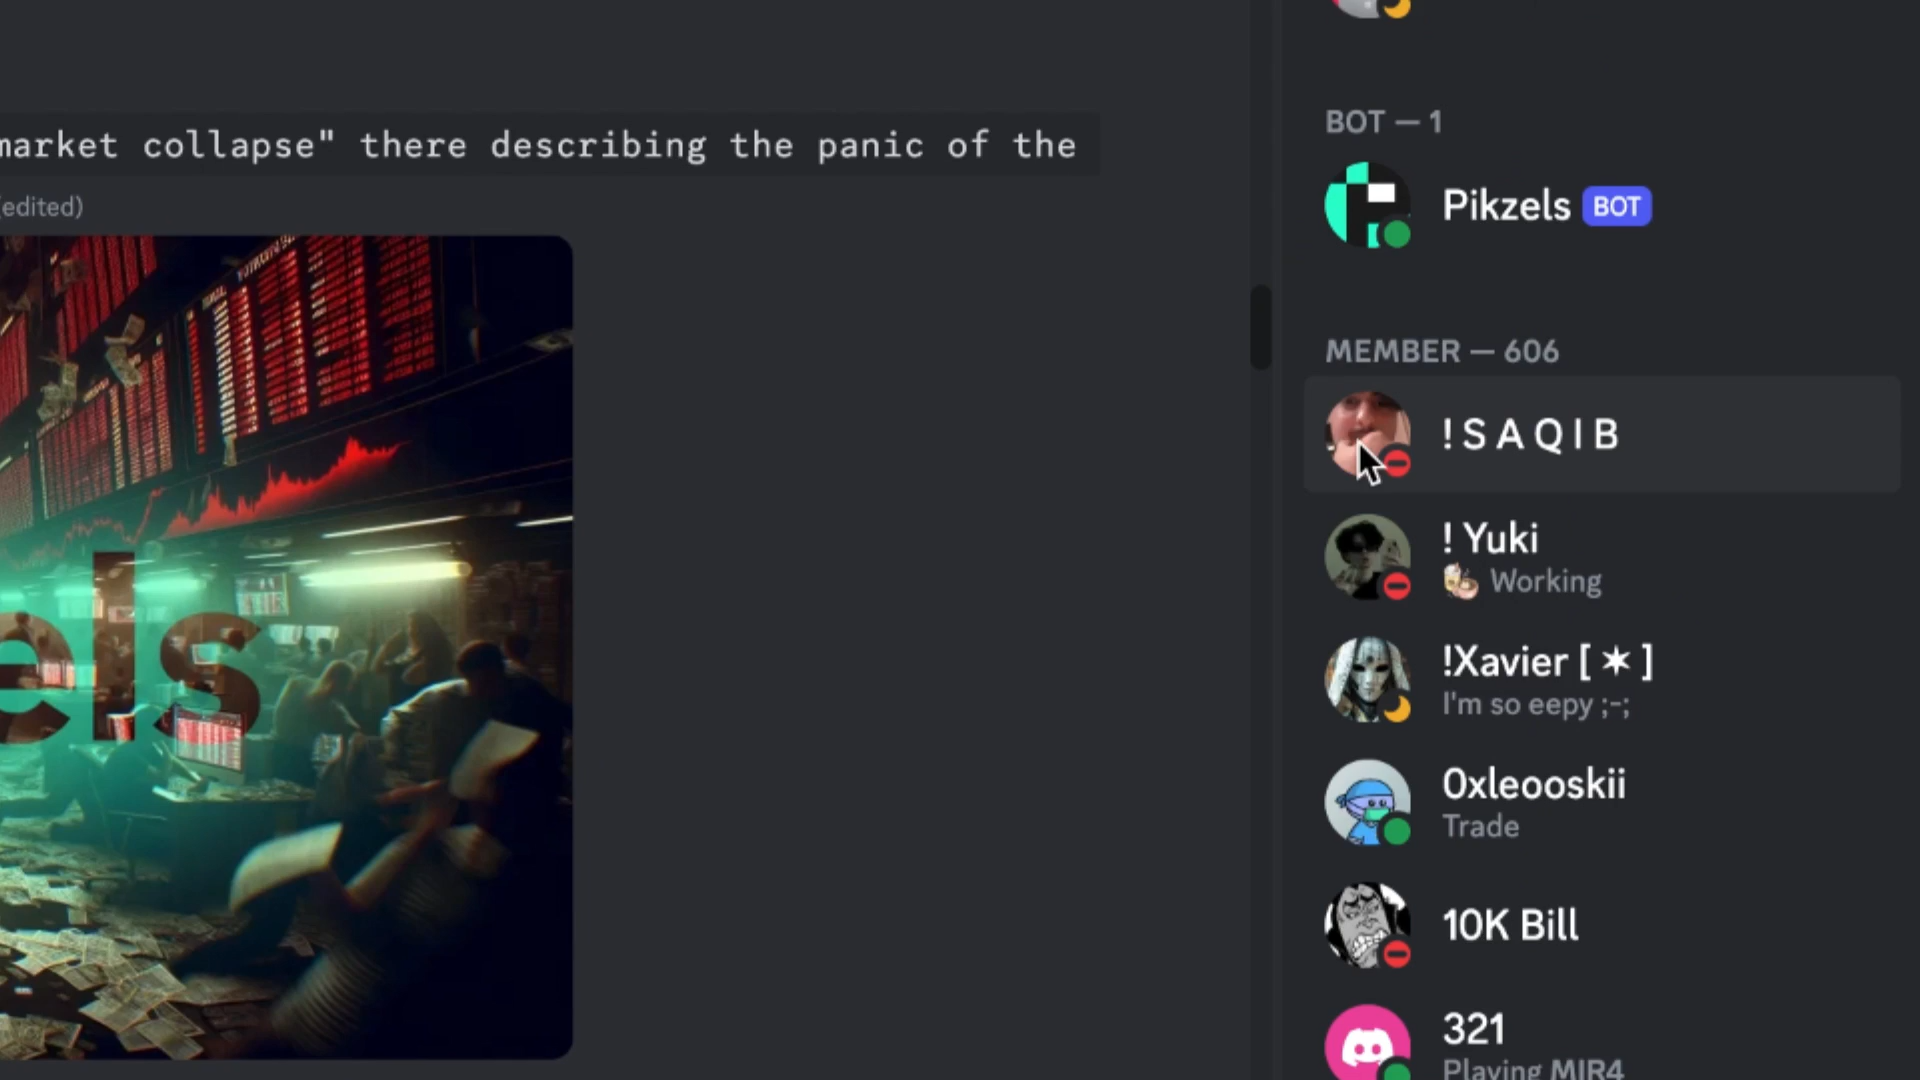 market collapse" there describing the panic of the
(edited)
els
BOT — 1
Pikzels BOT
MEMBER — 606
! S A Q I B
! Yuki
Working
!Xavier [ ✶ ]
I'm so eepy ;-;
0xleooskii
Trade
10K Bill
321
Playing MIR4